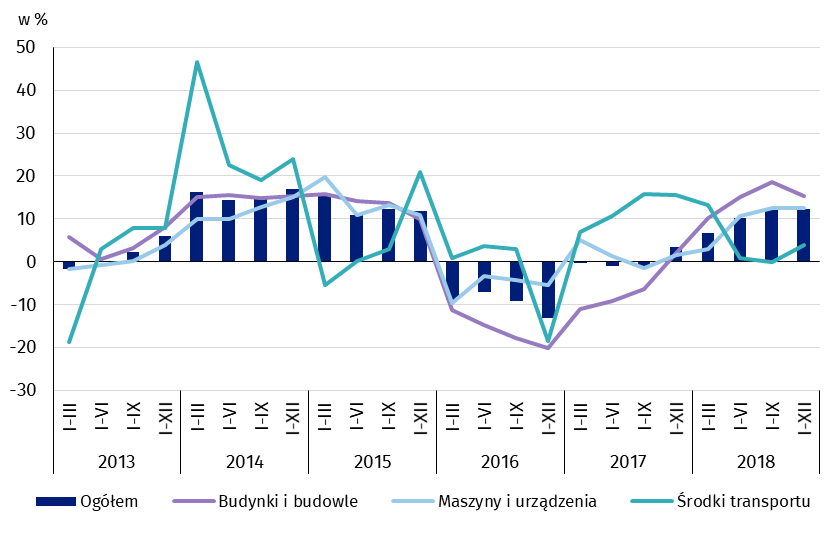 w %
50
40
30
20
10
0
-10
-20
-30
I-III I-VI I-IX I-XII I-III I-VI I-IX I-XII I-III I-VI I-IX I-XII I-III I-VI I-IX I-XII I-III I-VI I-IX I-XII I-III I-VI I-IX I-XII
2013 2014 2015 2016 2017 2018
Ogółem Budynki i budowle Maszyny i urządzenia Środki transportu